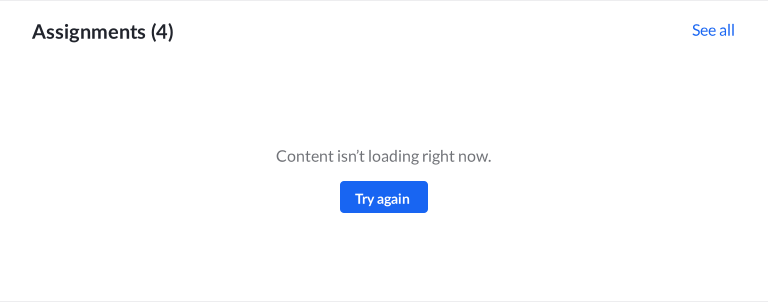 Assignments (4)
See all
Content isn’t loading right now.
Try again